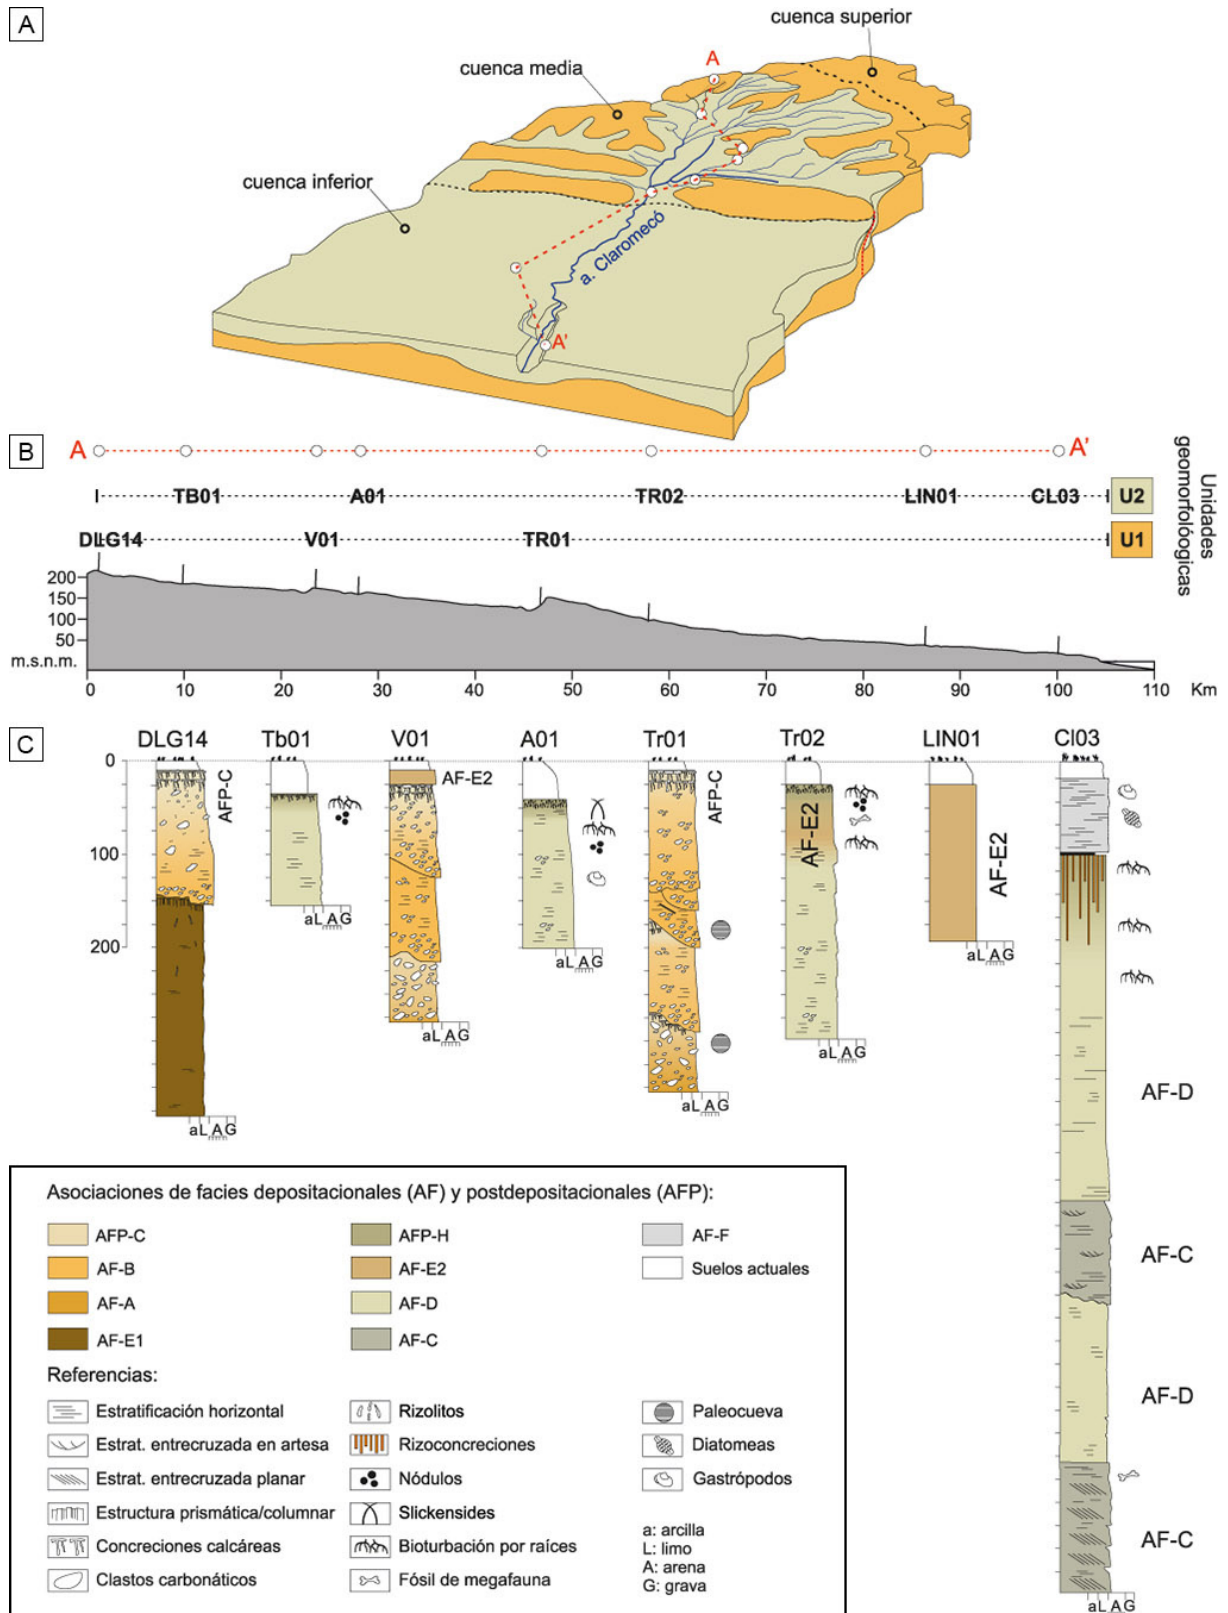 A
cuenca superior
cuenca media
A
cuenca inferior
a. Claromecó
A'
B
A
A'
TB01
A01
TR02
LIN01
CL03
U2
DLG14
V01
TR01
U1
Unidades
geomorfolóogicas
200
150
100
50
m.s.n.m.
0
10
20
30
40
50
60
70
80
90
100
110
Km
C
DLG14
Tb01
V01
A01
Tr01
Tr02
LIN01
Cl03
0
100
200
AFP-C
AF-E2
AFP-C
AF-E2
AF-E2
AF-D
AF-C
AF-D
AF-C
aLAG
aLAG
aLAG
aLAG
aLAG
aLAG
aLAG
aLAG
Asociaciones de facies depositacionales (AF) y postdepositacionales (AFP):
AFP-C
AF-B
AF-A
AF-E1
AFP-H
AF-E2
AF-D
AF-C
AF-F
Suelos actuales
Referencias:
Estratificación horizontal
Estrat. entrecruzada en artesa
Estrat. entrecruzada planar
Estructura prismática/columnar
Concreciones calcáreas
Clastos carbonáticos
Rizolitos
Rizoconcreciones
Nódulos
Slickensides
Bioturbación por raíces
Fósil de megafauna
Paleocueva
Diatomeas
Gastrópodos
a: arcilla
L: limo
A: arena
G: grava